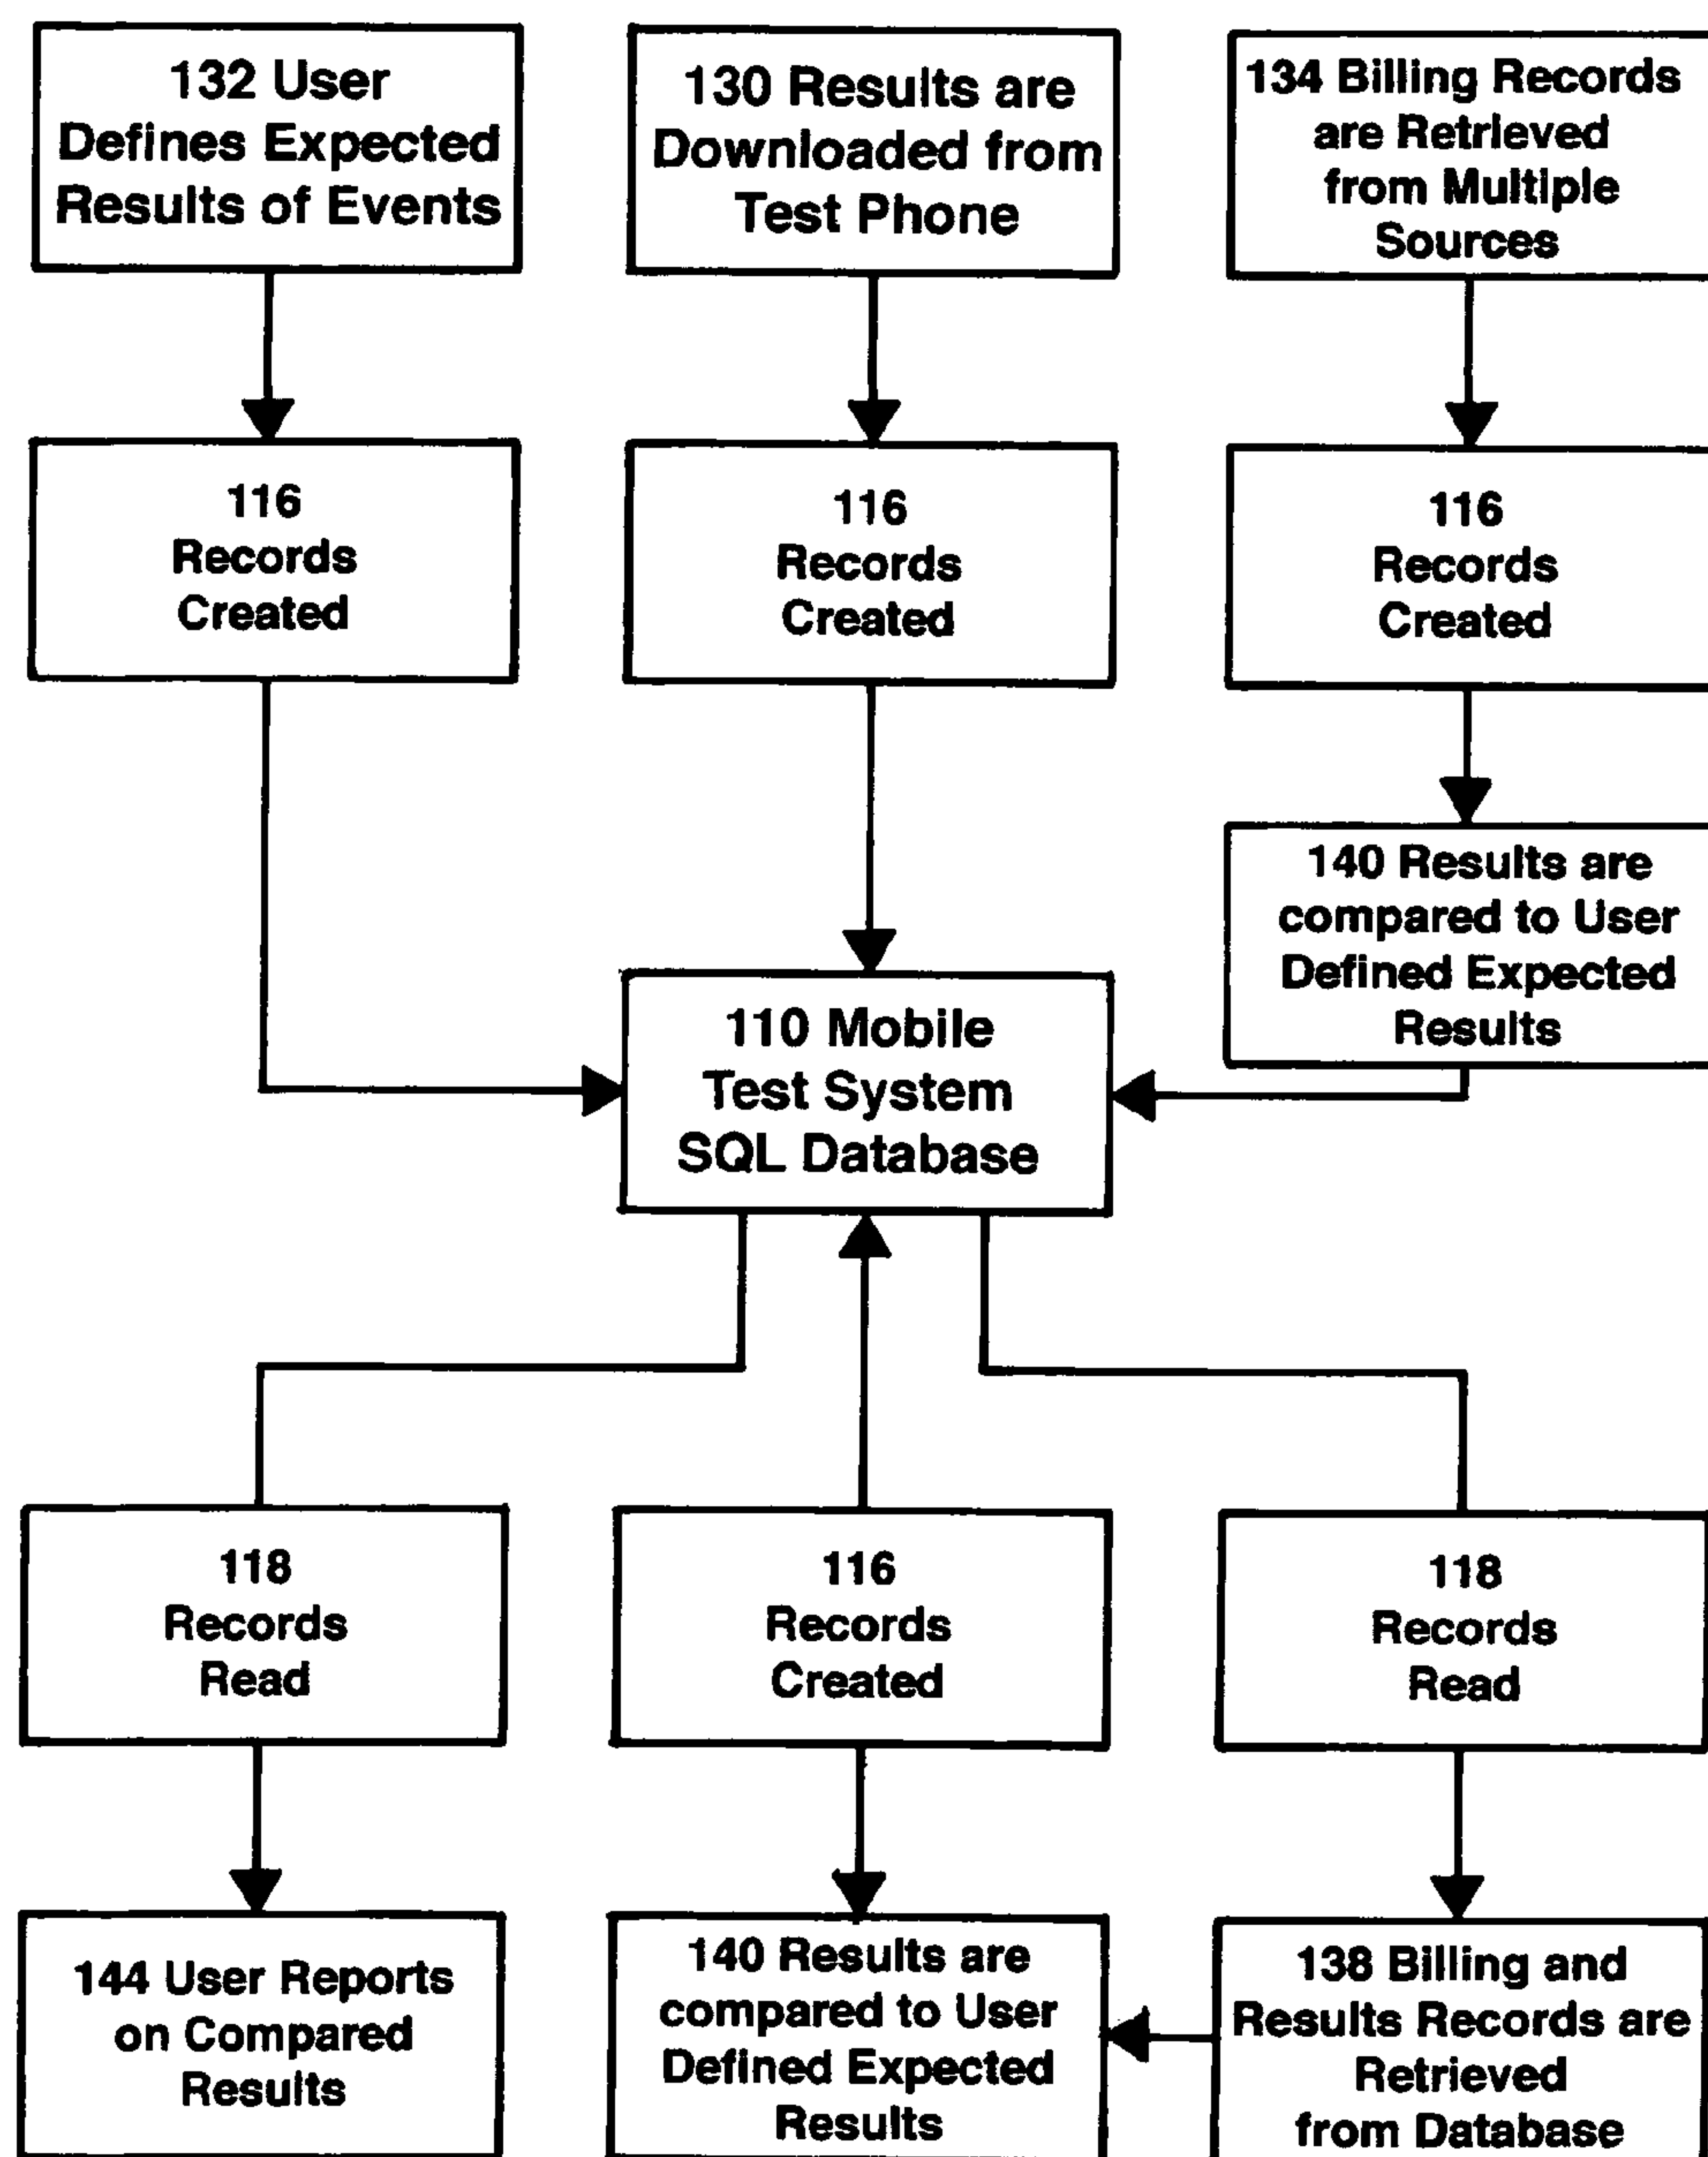 132 User
Defines Expected
Results of Events
130 Results are
Downloaded from
Test Phone
134 Billing Records
are Retrieved
from Multiple
Sources
116
Records
Created
116
Records
Created
116
Records
Created
140 Results are
compared to User
Defined Expected
Results
110 Mobile
Test System
SQL Database
118
Records
Read
116
Records
Created
118
Records
Read
144 User Reports
on Compared
Results
140 Results are
compared to User
Defined Expected
Results
138 Billing and
Results Records are
Retrieved
from Database